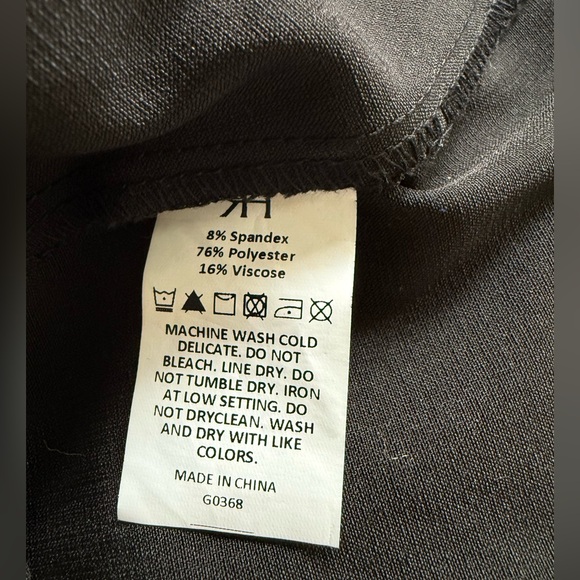 8% Spandex
76% Polyester
16% Viscose
MACHINE WASH COLD
DELICATE. DO NOT
BLEACH. LINE DRY. DO
NOT TUMBLE DRY. IRON
AT LOW SETTING. DO
NOT DRYCLEAN. WASH
AND DRY WITH LIKE
COLORS.
MADE IN CHINA
G0368